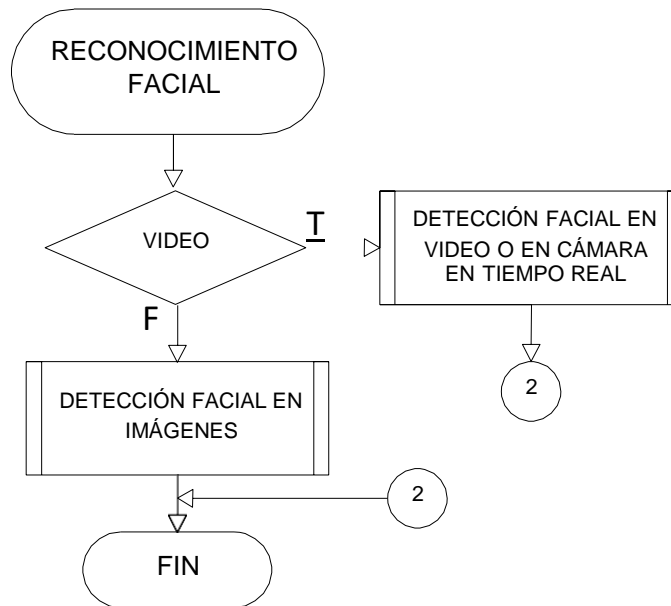 RECONOCIMIENTO
FACIAL
VIDEO
T
DETECCIÓN FACIAL EN
VIDEO O EN CÁMARA
EN TIEMPO REAL
2
F
DETECCIÓN FACIAL EN
IMÁGENES
2
FIN